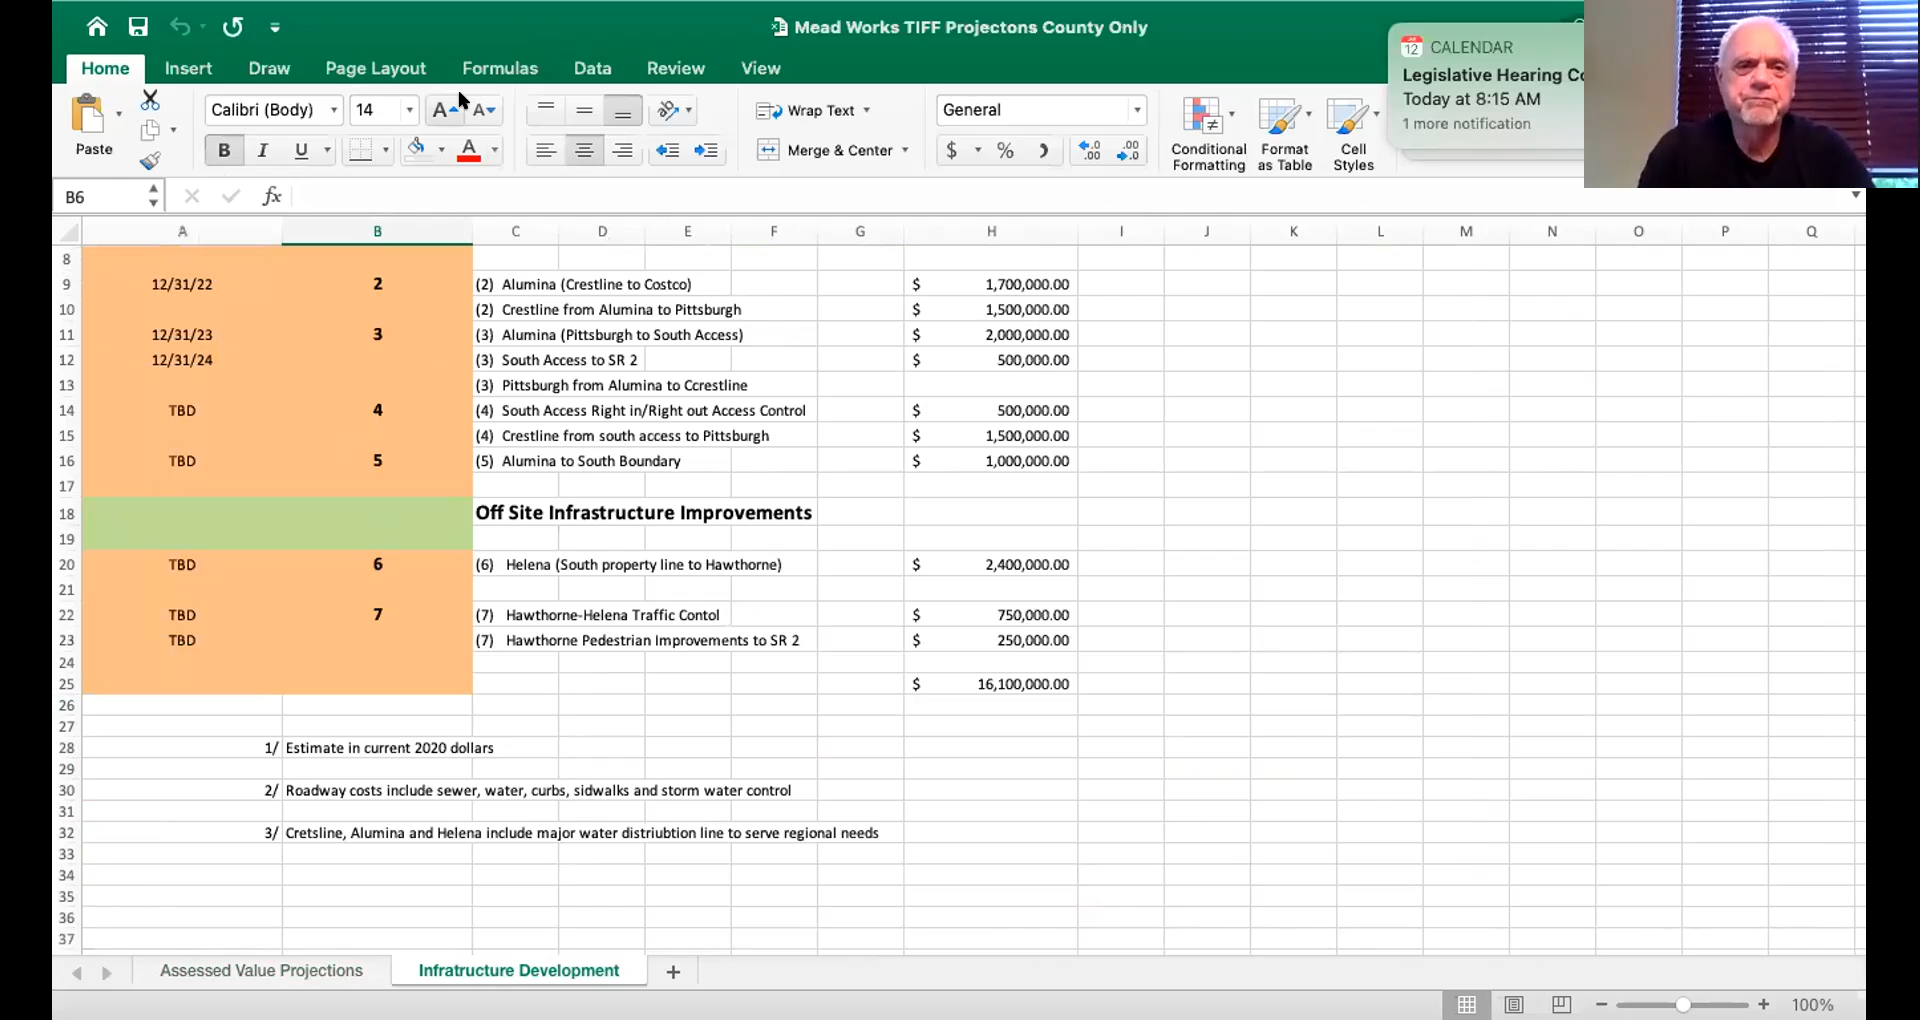 Mead Works TIFF Projectons County Only
12 CALENDAR
Legislative Hearing Co
Today at 8:15 AM
1 more notification
Home Insert Draw Page Layout Formulas Data Review View
Paste
Calibri (Body) 14 A A
B I U A
Wrap Text
Merge & Center
General
$ % .0 .00 .00 .0
Conditional Formatting
Format as Table
Cell Styles
B6 fx
A B C D E F G H I J K L M N O P Q
8
9 12/31/22 2 (2) Alumina (Crestline to Costco) $ 1,700,000.00
10 (2) Crestline from Alumina to Pittsburgh $ 1,500,000.00
11 12/31/23 3 (3) Alumina (Pittsburgh to South Access) $ 2,000,000.00
12 12/31/24 (3) South Access to SR 2 $ 500,000.00
13 (3) Pittsburgh from Alumina to Ccrestline
14 TBD 4 (4) South Access Right in/Right out Access Control $ 500,000.00
15 (4) Crestline from south access to Pittsburgh $ 1,500,000.00
16 TBD 5 (5) Alumina to South Boundary $ 1,000,000.00
17
18 Off Site Infrastructure Improvements
19
20 TBD 6 (6) Helena (South property line to Hawthorne) $ 2,400,000.00
21
22 TBD 7 (7) Hawthorne-Helena Traffic Contol $ 750,000.00
23 TBD (7) Hawthorne Pedestrian Improvements to SR 2 $ 250,000.00
24
25 $ 16,100,000.00
26
27
28 1/ Estimate in current 2020 dollars
29
30 2/ Roadway costs include sewer, water, curbs, sidwalks and storm water control
31
32 3/ Cretsline, Alumina and Helena include major water distriubtion line to serve regional needs
33
34
35
36
37
Assessed Value Projections Infratructure Development +
100%